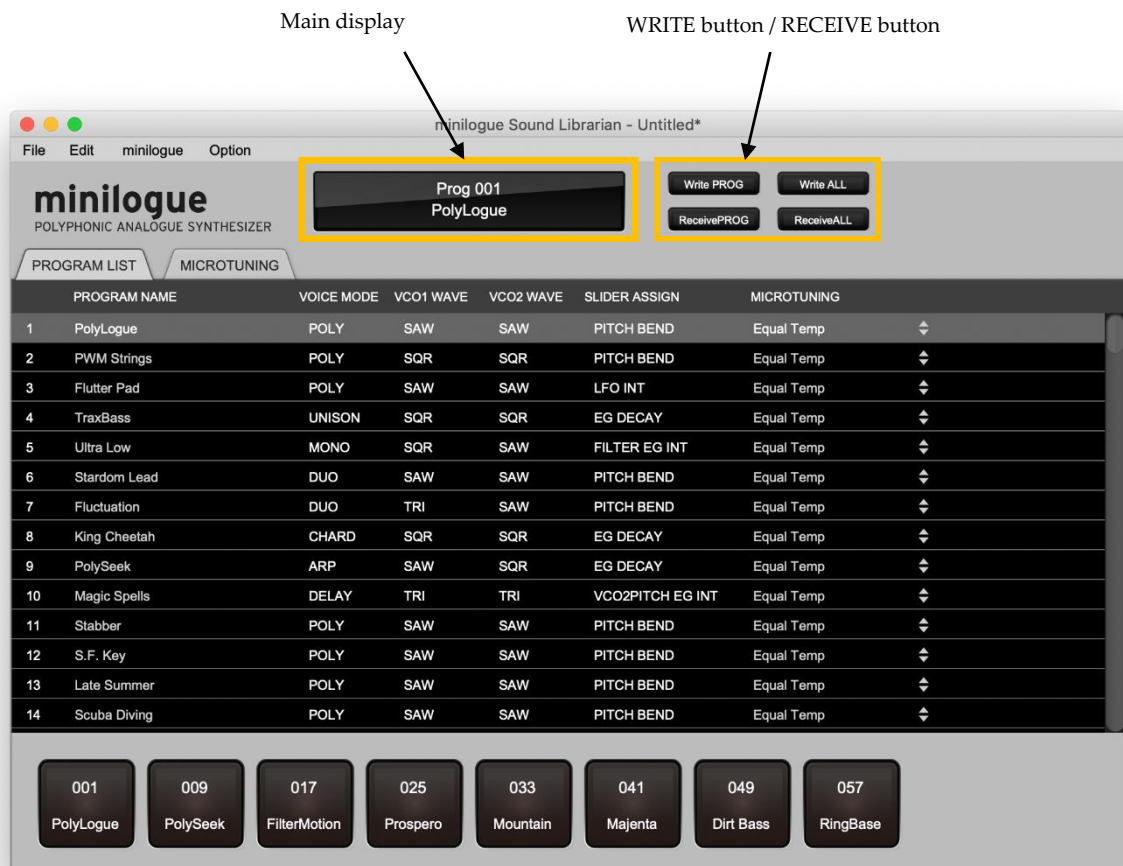 Main display
WRITE button / RECEIVE button
minilogue Sound Librarian - Untitled*
File Edit minilogue Option
Prog 001
PolyLogue
Write PROG Write ALL
ReceivePROG ReceiveALL
minilogue
POLYPHONIC ANALOGUE SYNTHESIZER
PROGRAM LIST MICROTUNING
PROGRAM NAME VOICE MODE VCO1 WAVE VCO2 WAVE SLIDER ASSIGN MICROTUNING
1 PolyLogue POLY SAW SAW PITCH BEND Equal Temp
2 PWM Strings POLY SQR SQR PITCH BEND Equal Temp
3 Flutter Pad POLY SAW SAW LFO INT Equal Temp
4 TraxBass UNISON SQR SQR EG DECAY Equal Temp
5 Ultra Low MONO SQR SAW FILTER EG INT Equal Temp
6 Stardom Lead DUO SAW SAW PITCH BEND Equal Temp
7 Fluctuation DUO TRI SAW PITCH BEND Equal Temp
8 King Cheetah CHARD SQR SQR EG DECAY Equal Temp
9 PolySeek ARP SAW SQR EG DECAY Equal Temp
10 Magic Spells DELAY TRI TRI VCO2PITCH EG INT Equal Temp
11 Stabber POLY SAW SAW PITCH BEND Equal Temp
12 S.F. Key POLY SAW SAW PITCH BEND Equal Temp
13 Late Summer POLY SAW SAW PITCH BEND Equal Temp
14 Scuba Diving POLY SAW SAW PITCH BEND Equal Temp
001 009 017 025 033 041 049 057
PolyLogue PolySeek FilterMotion Prospero Mountain Majenta Dirt Bass RingBase